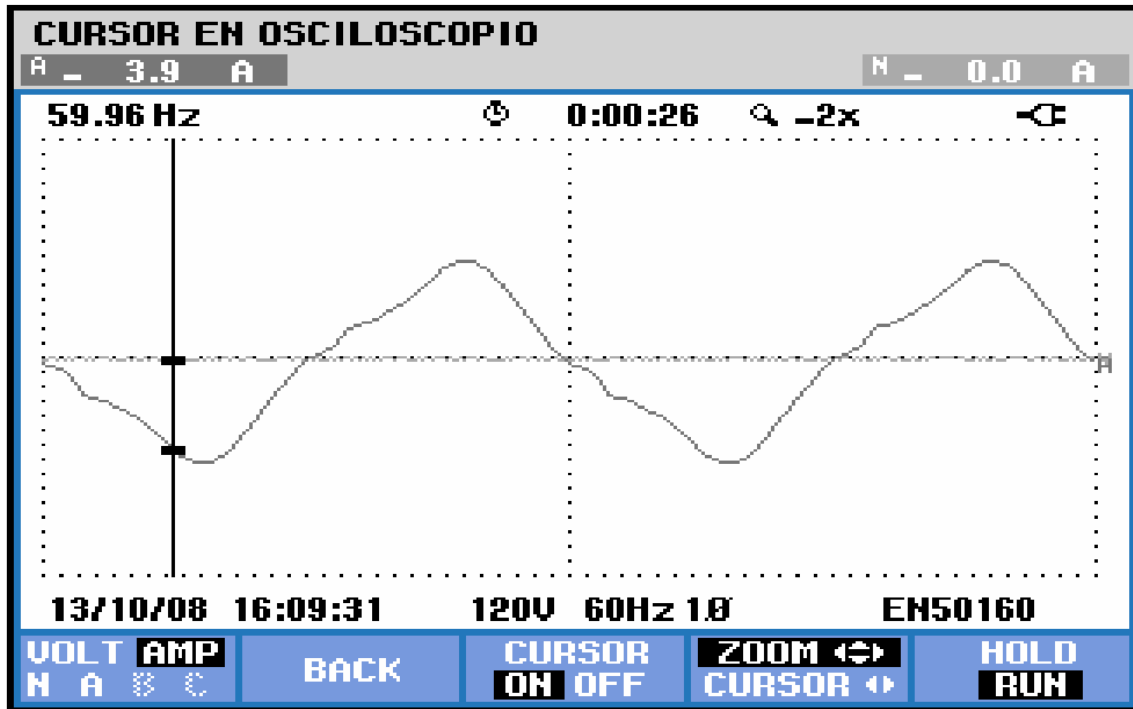 CURSOR EN OSCILOSCOPIO
A - 3.9 A N - 0.0 A
59.96 Hz 0:00:26 -2x
A
13/10/08 16:09:31 120V 60Hz 1Ø EN50160
VOLT AMP BACK CURSOR ZOOM HOLD
N A B C ON OFF CURSOR RUN